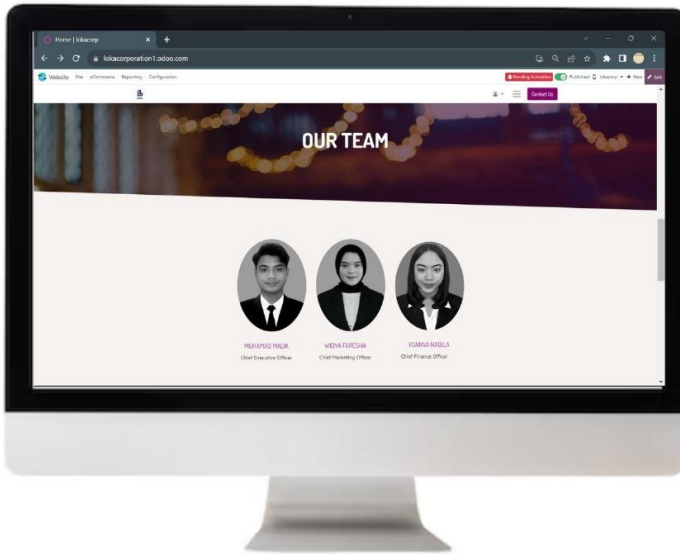 Home | lokacorp
lokacorporation1.odoo.com
Website Site eCommerce Reporting Configuration
Pending Activation Published lokacorp New Edit
Contact Us
OUR TEAM
MUHAMAD MALIK WIDYA FARESHA YOANVA NABILA
Chief Executive Officer Chief Marketing Officer Chief Finance Officer